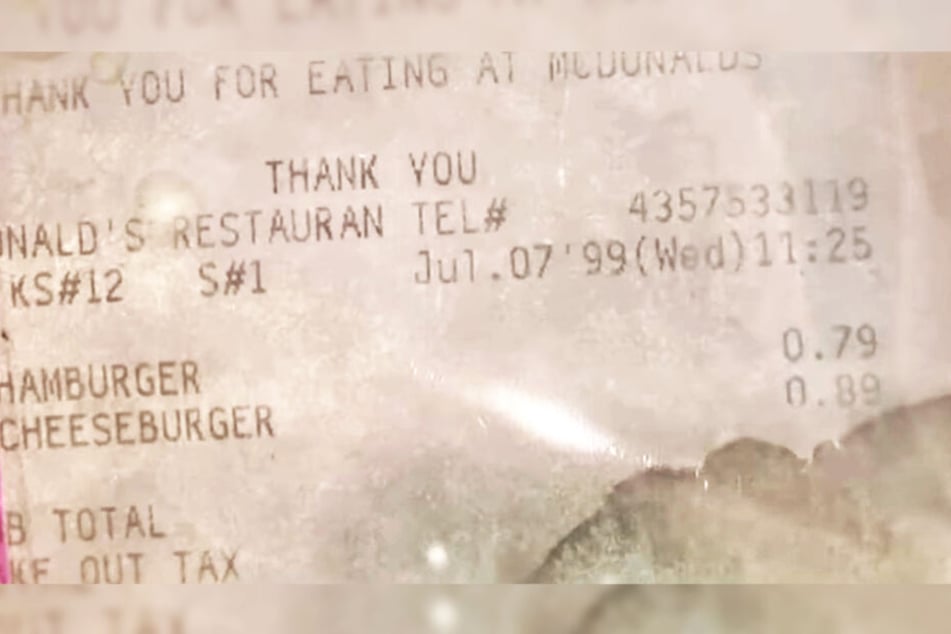 HANK YOU FOR EATING AT MCDONALDS
THANK YOU
ONALD'S RESTAURAN TEL# 4357533119
KS#12 S#1 Jul.07'99(Wed)11:25
HAMBURGER 0.79
CHEESEBURGER 0.89
B TOTAL
KE OUT TAX